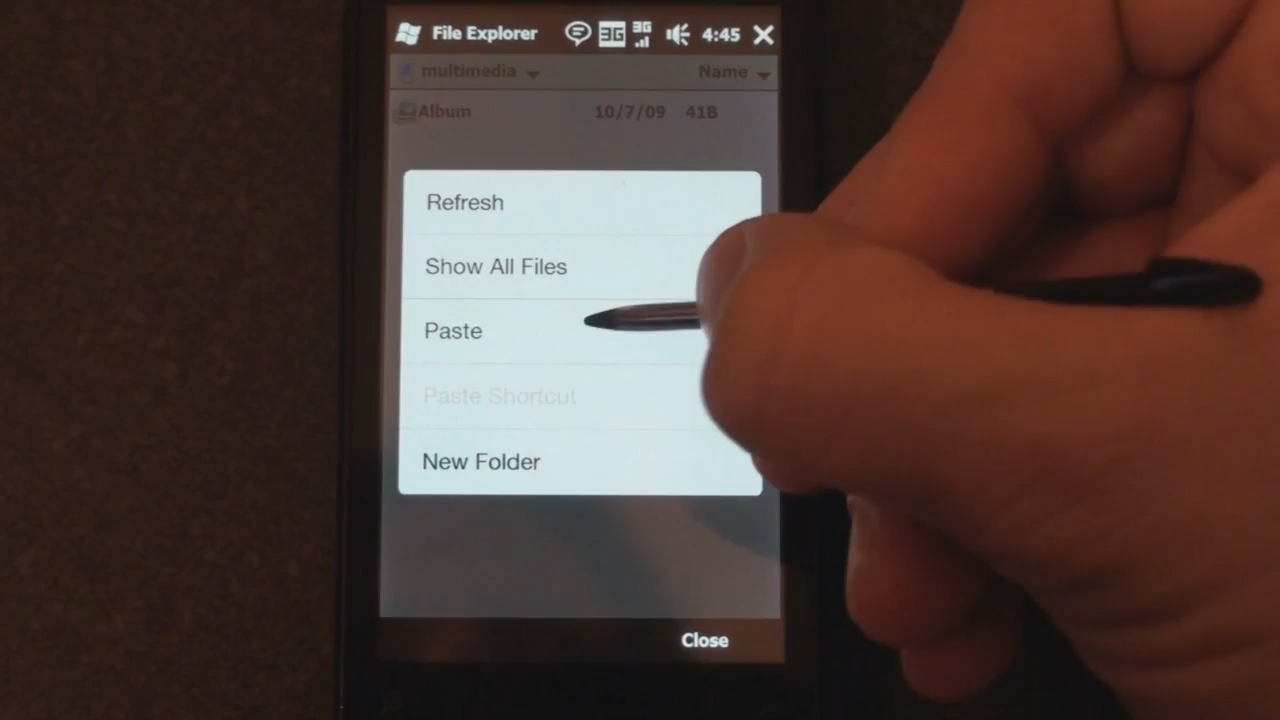 File Explorer 3G 3G 4:45
multimedia Name
Album 10/7/09 41B
Refresh
Show All Files
Paste
Paste Shortcut
New Folder
Close